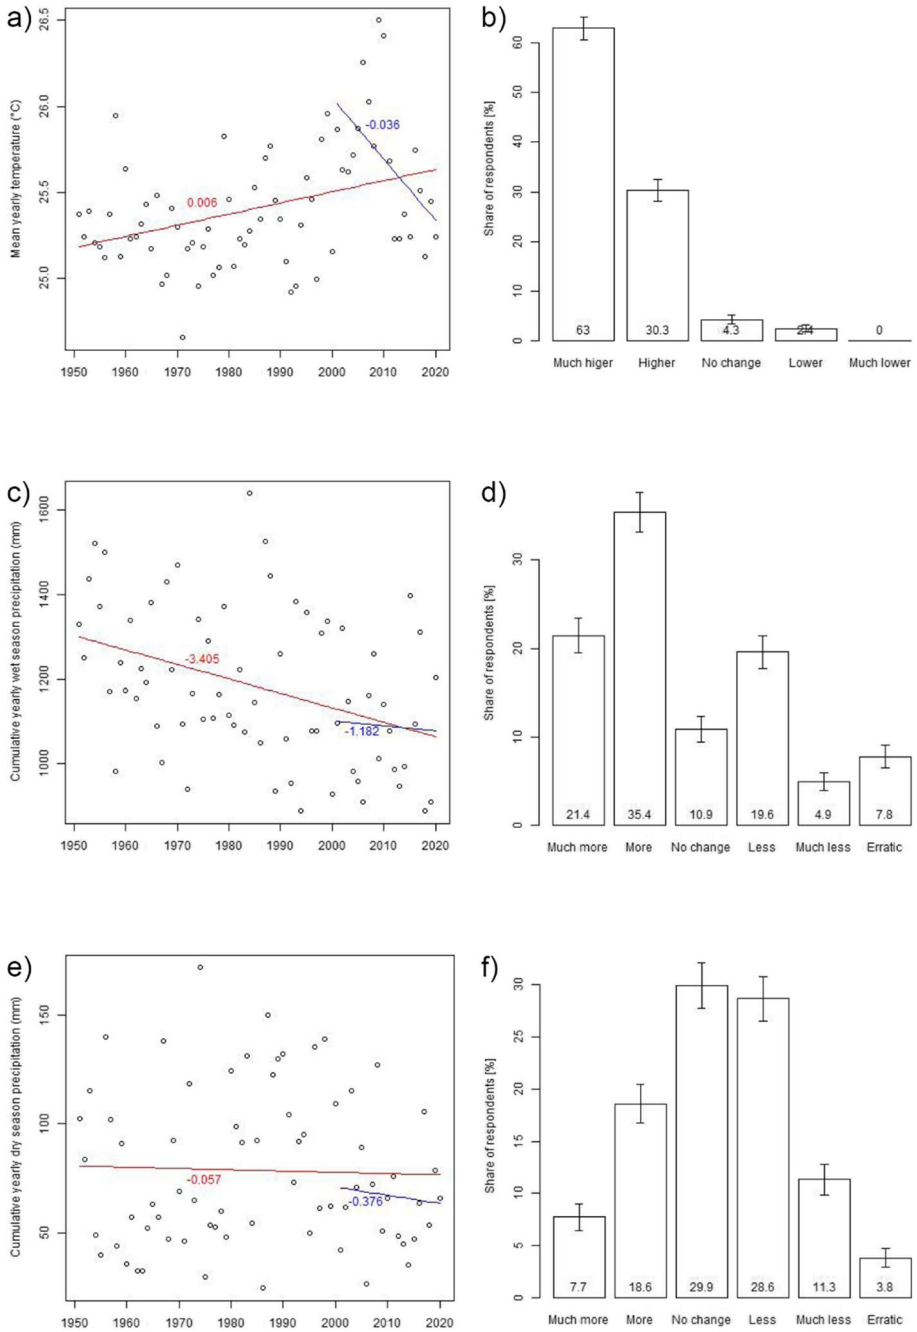 a)
Mean yearly temperature (°C)
26.5
26.0
25.5
25.0
0.006
-0.036
1950 1960 1970 1980 1990 2000 2010 2020
b)
Share of respondents [%]
60
50
40
30
20
10
0
63 30.3 4.3 2.4 0
Much higer Higher No change Lower Much lower
c)
Cumulative yearly wet season precipitation (mm)
1600
1400
1200
1000
-3.405
-1.182
1950 1960 1970 1980 1990 2000 2010 2020
d)
Share of respondents [%]
30
20
10
0
21.4 35.4 10.9 19.6 4.9 7.8
Much more More No change Less Much less Erratic
e)
Cumulative yearly dry season precipitation (mm)
150
100
50
-0.057
-0.376
1950 1960 1970 1980 1990 2000 2010 2020
f)
Share of respondents [%]
30
25
20
15
10
5
0
7.7 18.6 29.9 28.6 11.3 3.8
Much more More No change Less Much less Erratic